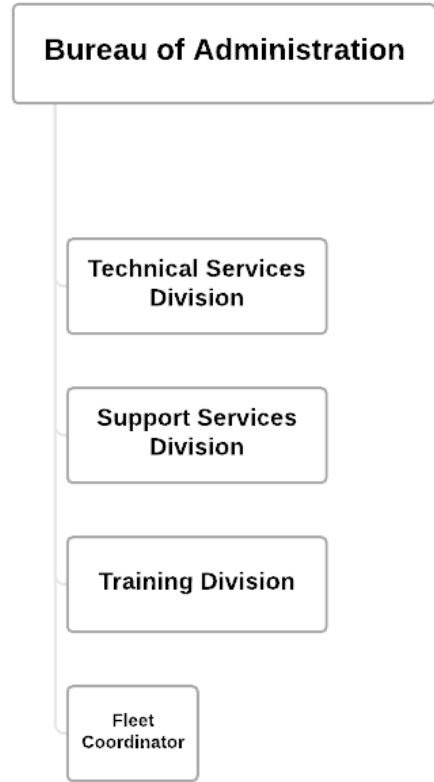 Bureau of Administration
Technical Services
Division
Support Services
Division
Training Division
Fleet
Coordinator